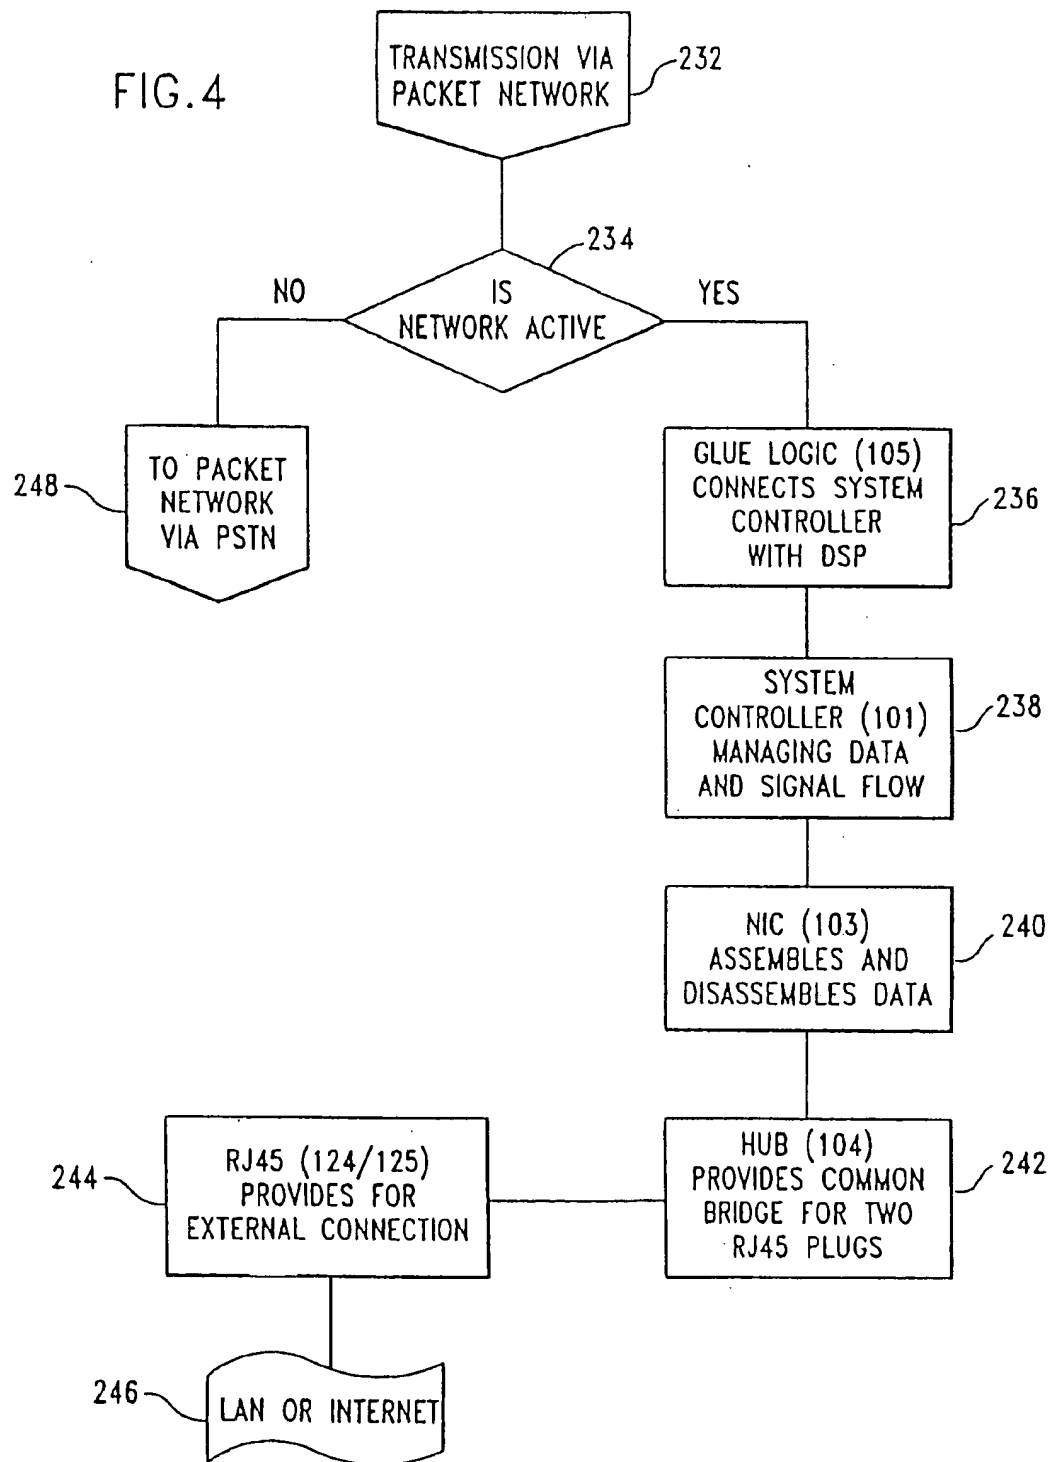 FIG.4
TRANSMISSION VIA
PACKET NETWORK
232
234
NO
IS
NETWORK ACTIVE
YES
248
TO PACKET
NETWORK
VIA PSTN
GLUE LOGIC (105)
CONNECTS SYSTEM
CONTROLLER
WITH DSP
236
SYSTEM
CONTROLLER (101)
MANAGING DATA
AND SIGNAL FLOW
238
NIC (103)
ASSEMBLES AND
DISASSEMBLES DATA
240
244
RJ45 (124/125)
PROVIDES FOR
EXTERNAL CONNECTION
HUB (104)
PROVIDES COMMON
BRIDGE FOR TWO
RJ45 PLUGS
242
246
LAN OR INTERNET